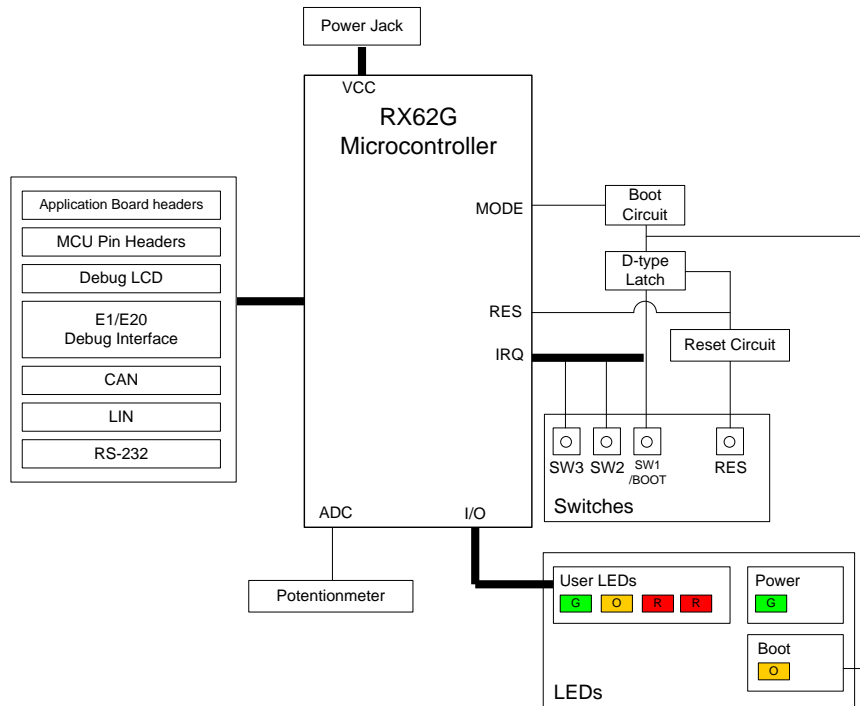 Power Jack
VCC
RX62G
Microcontroller
Application Board headers
MCU Pin Headers
Debug LCD
E1/E20
Debug Interface
CAN
LIN
RS-232
MODE
Boot
Circuit
D-type
Latch
RES
Reset Circuit
IRQ
SW3
SW2
SW1
/BOOT
RES
Switches
ADC
I/O
Potentionmeter
User LEDs
G
O
R
R
Power
G
Boot
O
LEDs